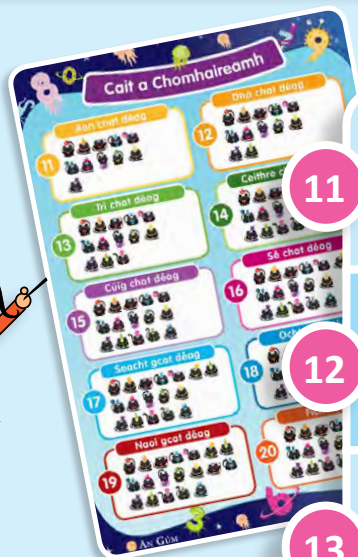 Cait a Chomhaireamh
Aon chat déag
11
Dhá chat déag
12
Trí chat déag
13
Ceithre
14
Cúig chat déag
15
Sé chat déag
16
Seacht gcat déag
17
18
Naoi gcat déag
19
20
AN GÚM
11
12
13